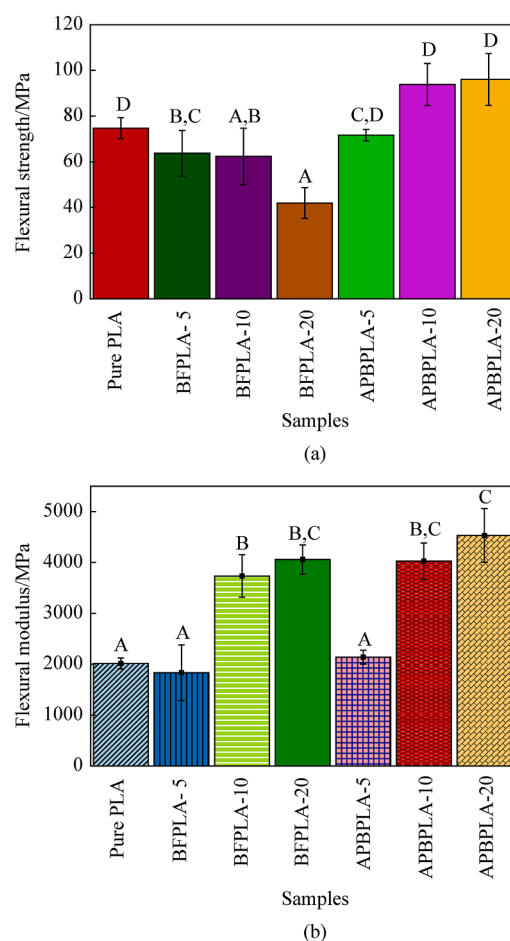 Flexural strength/MPa
120
100
80
60
40
20
0
D
B,C
A,B
A
C,D
D
D
Pure PLA
BFPLA- 5
BFPLA-10
BFPLA-20
APBPLA-5
APBPLA-10
APBPLA-20
Samples
(a)
Flexural modulus/MPa
5000
4000
3000
2000
1000
0
A
A
B
B,C
A
B,C
C
Pure PLA
BFPLA- 5
BFPLA-10
BFPLA-20
APBPLA-5
APBPLA-10
APBPLA-20
Samples
(b)